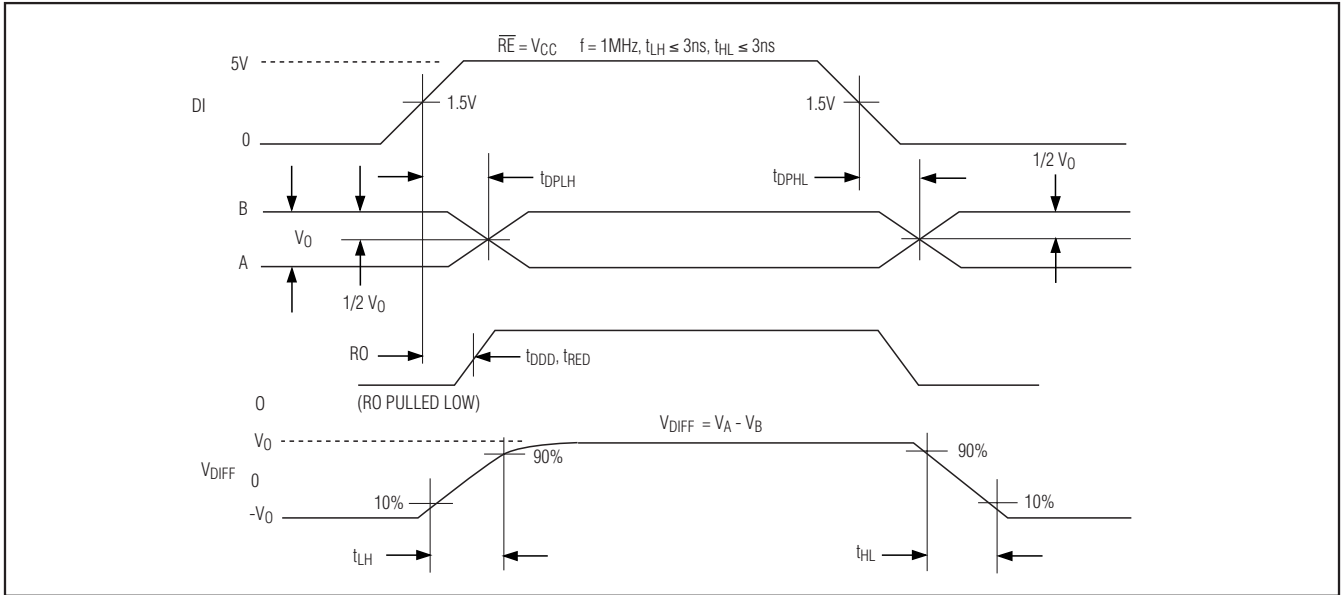 R̅E̅ = VCC f = 1MHz, tLH ≤ 3ns, tHL ≤ 3ns
5V
DI
1.5V
1.5V
0
1/2 VO
tDPLH
tDPHL
B
VO
A
1/2 VO
RO
tDDD, tRED
O
(RO PULLED LOW)
VDIFF = VA - VB
VO
90%
90%
VDIFF
0
10%
10%
-VO
tLH
tHL